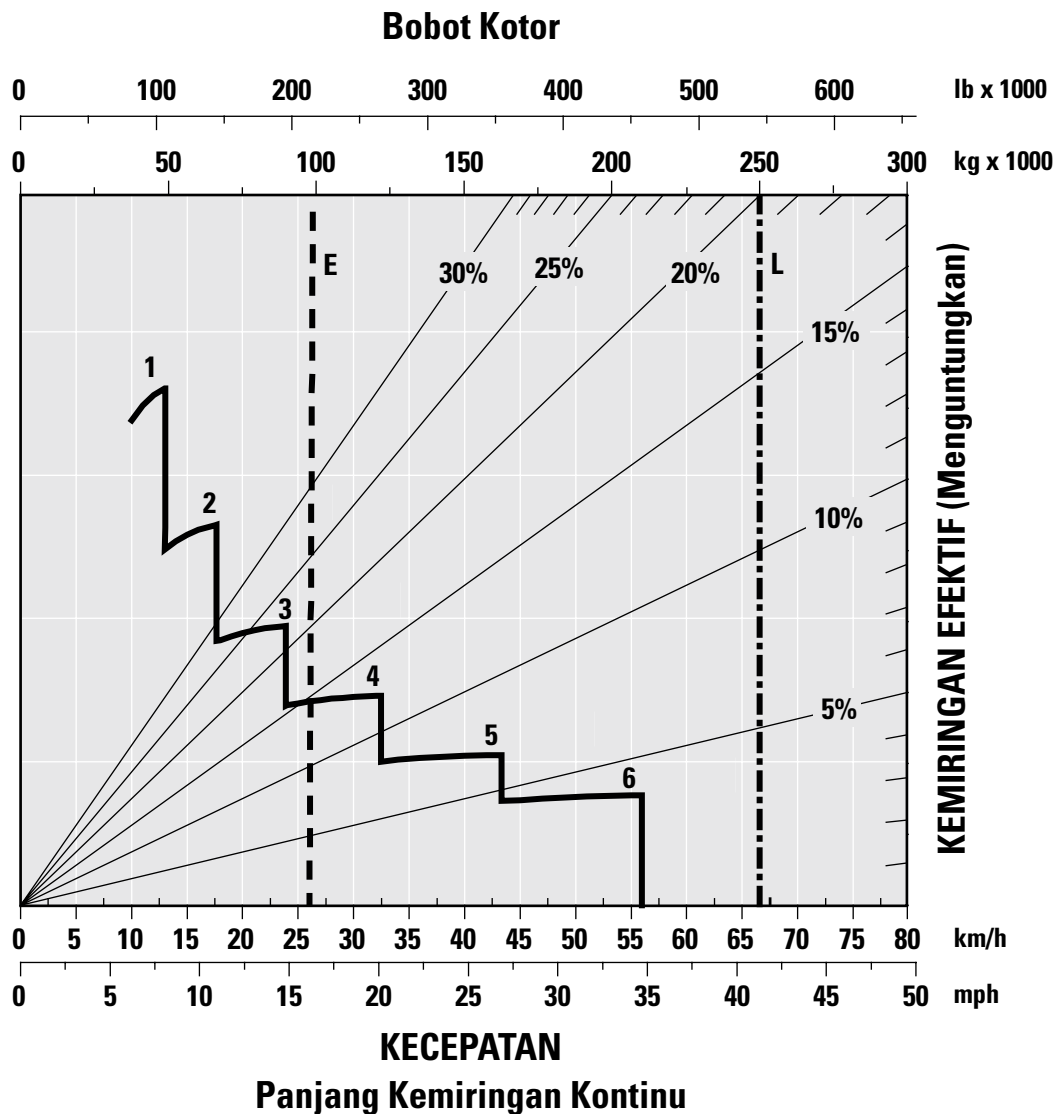 Bobot Kotor
0 100 200 300 400 500 600 lb x 1000
0 50 100 150 200 250 300 kg x 1000
E 30% 25% 20% L
15%
1
2
10%
3
4
5%
5
6
KEMIRINGAN EFEKTIF (Menguntungkan)
0 5 10 15 20 25 30 35 40 45 50 55 60 65 70 75 80 km/h
0 5 10 15 20 25 30 35 40 45 50 mph
KECEPATAN
Panjang Kemiringan Kontinu